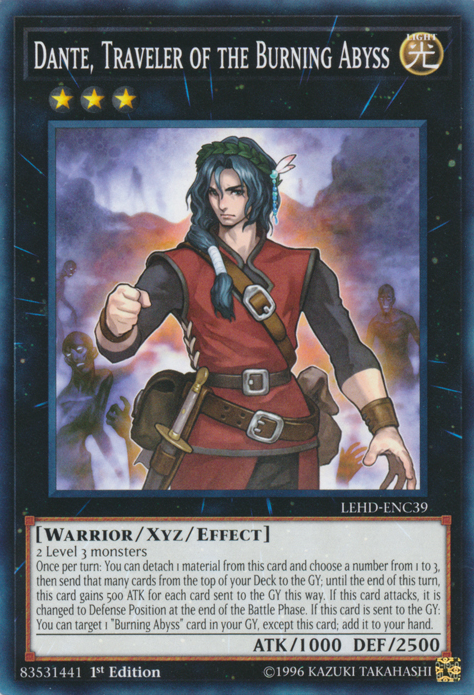 Dante, Traveler of the Burning Abyss
LIGHT
光
LEHD-ENC39
[Warrior/Xyz/Effect]
2 Level 3 monsters
Once per turn: You can detach 1 material from this card and choose a number from 1 to 3,
then send that many cards from the top of your Deck to the GY; until the end of this turn,
this card gains 500 ATK for each card sent to the GY this way. If this card attacks, it is
changed to Defense Position at the end of the Battle Phase. If this card is sent to the GY:
You can target 1 "Burning Abyss" card in your GY, except this card; add it to your hand.
ATK/1000 DEF/2500
83531441 1st Edition ©1996 KAZUKI TAKAHASHI